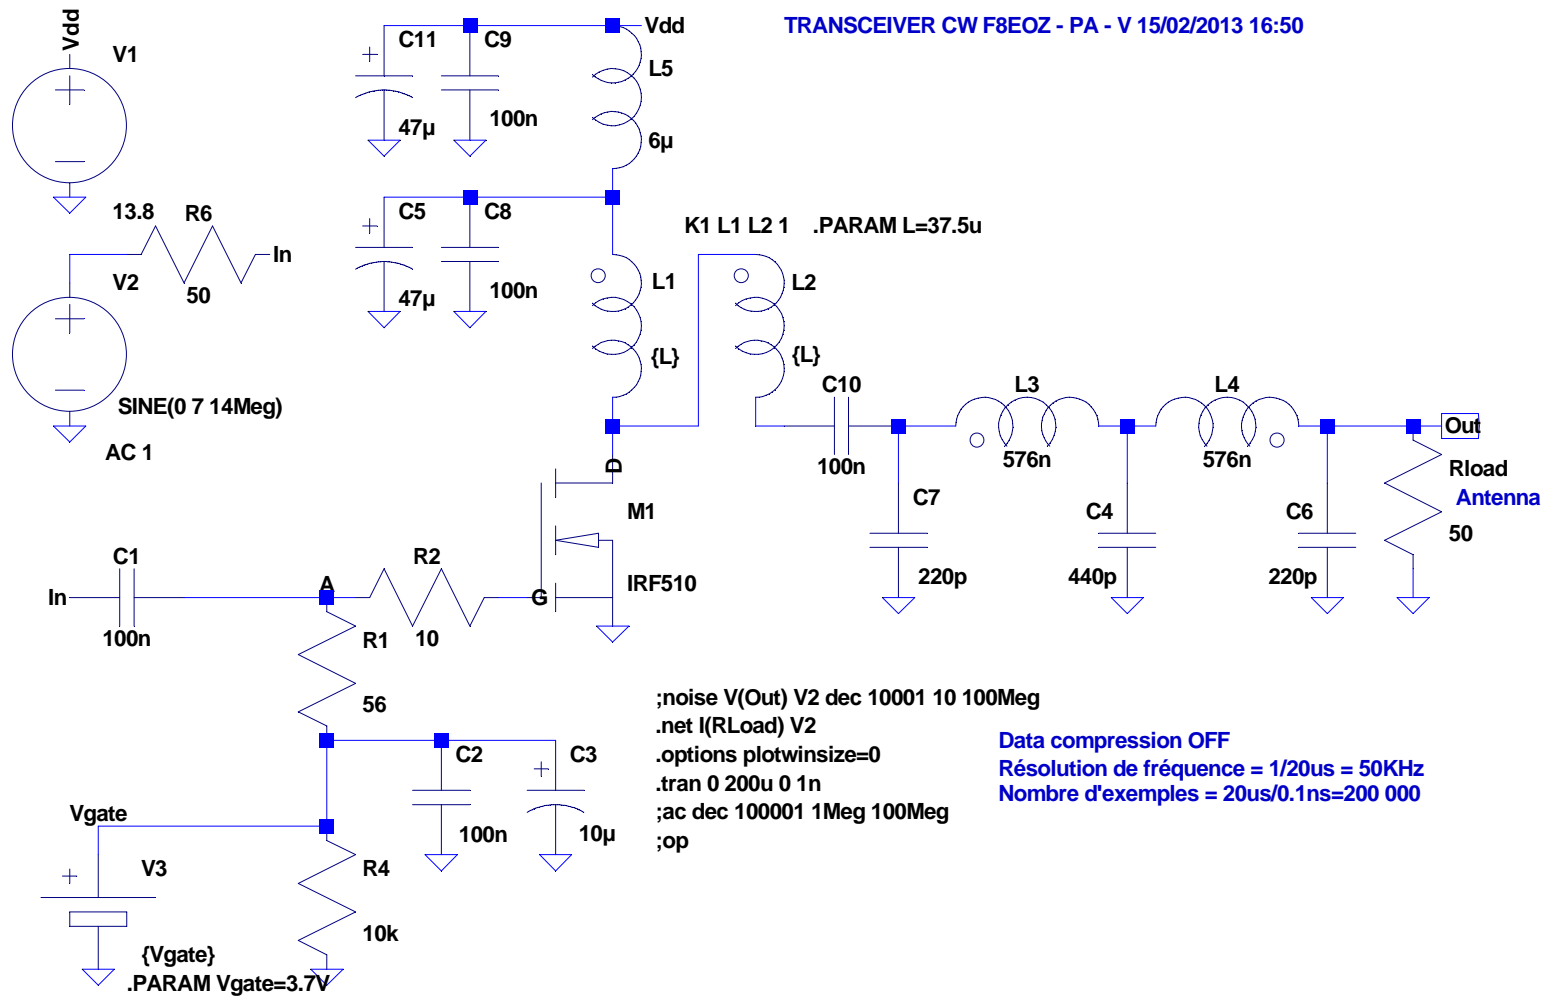 TRANSCEIVER CW F8EOZ - PA - V 15/02/2013 16:50
Vdd
V1
13.8
C11
47µ
C9
100n
Vdd
L5
6µ
R6
50
In
V2
SINE(0 7 14Meg)
AC 1
C5
47µ
C8
100n
K1 L1 L2 1
.PARAM L=37.5u
L1
{L}
L2
{L}
C10
100n
L3
576n
L4
576n
Out
Rload
Antenna
50
C7
220p
C4
440p
C6
220p
D
M1
IRF510
G
In
C1
100n
A
R2
10
R1
56
C2
100n
C3
10µ
Vgate
V3
{Vgate}
.PARAM Vgate=3.7V
R4
10k
;noise V(Out) V2 dec 10001 10 100Meg
.net I(RLoad) V2
.options plotwinsize=0
.tran 0 200u 0 1n
;ac dec 100001 1Meg 100Meg
;op
Data compression OFF
Résolution de fréquence = 1/20us = 50KHz
Nombre d'exemples = 20us/0.1ns=200 000